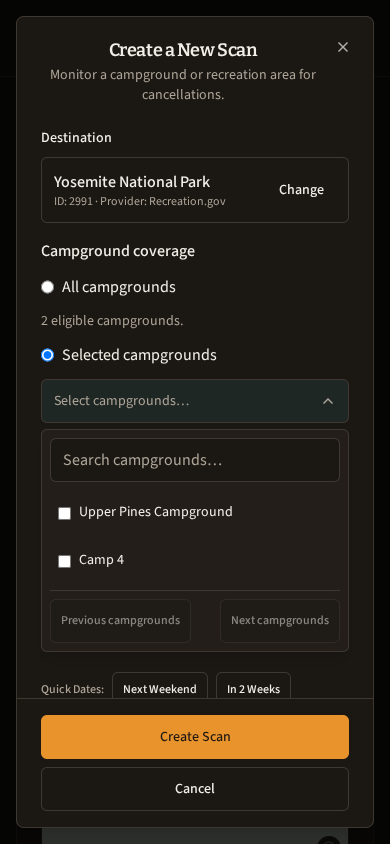 Create a New Scan
Monitor a campground or recreation area for
cancellations.
Destination
Yosemite National Park
ID: 2991 · Provider: Recreation.gov
Change
Campground coverage
All campgrounds
2 eligible campgrounds.
Selected campgrounds
Select campgrounds…
Search campgrounds…
Upper Pines Campground
Camp 4
Previous campgrounds
Next campgrounds
Quick Dates:
Next Weekend
In 2 Weeks
Create Scan
Cancel